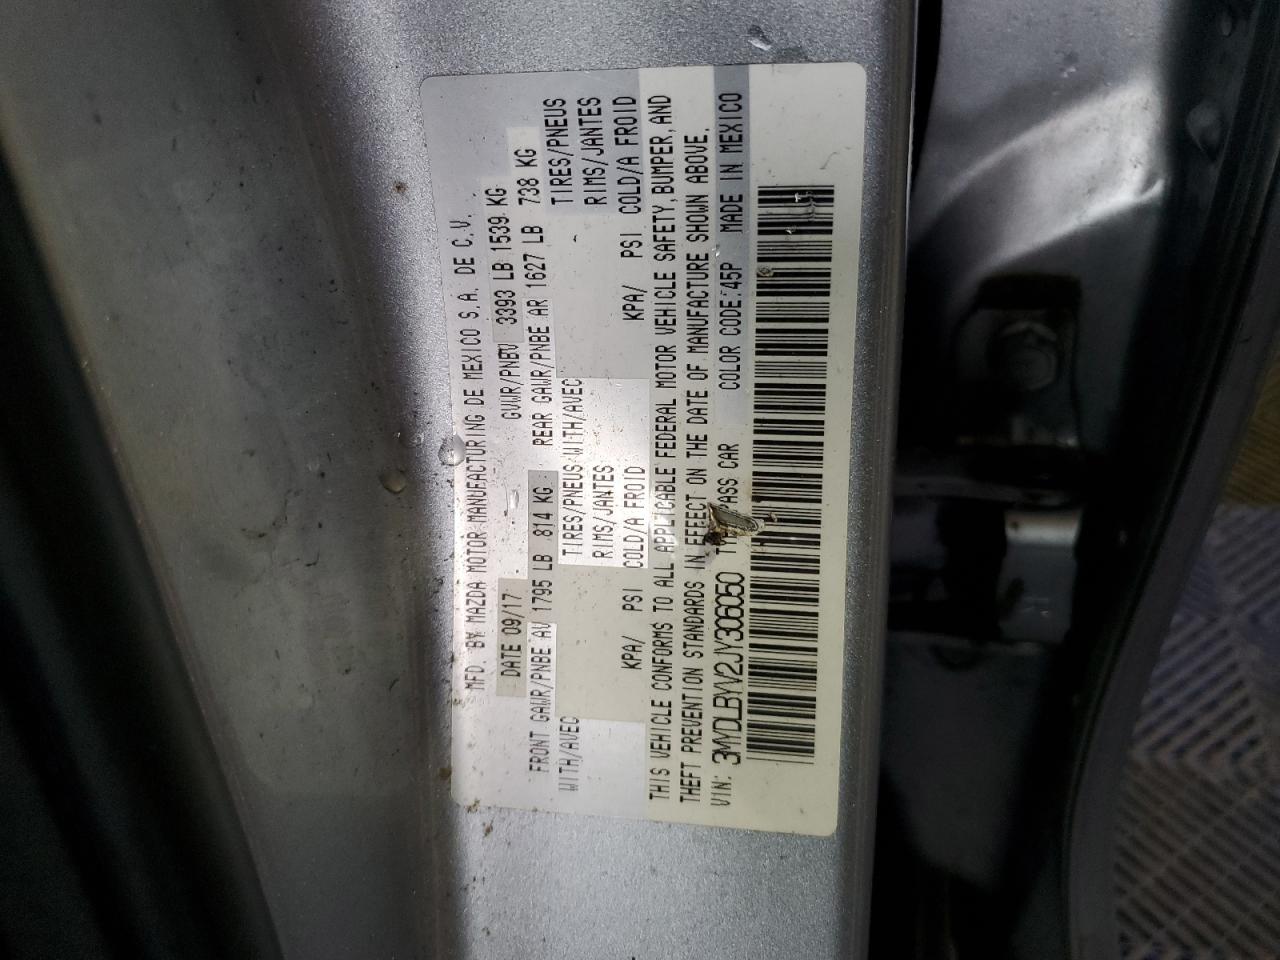 MFD. BY MAZDA MOTOR MANUFACTURING DE MEXICO S.A. DE C.V.
DATE 09/17 GVWR/PNBV 3393 LB 1539 KG
FRONT GAWR/PNBE AV 1795 LB 814 KG REAR GAWR/PNBE AR 1627 LB 738 KG
WITH/AVEC TIRES/PNEUS WITH/AVEC TIRES/PNEUS
RIMS/JANTES RIMS/JANTES
KPA/ PSI COLD/A FROID KPA/ PSI COLD/A FROID
THIS VEHICLE CONFORMS TO ALL APPLICABLE FEDERAL MOTOR VEHICLE SAFETY, BUMPER, AND
THEFT PREVENTION STANDARDS IN EFFECT ON THE DATE OF MANUFACTURE SHOWN ABOVE.
VIN: 3MYDLBYV2JY306050 PASS CAR COLOR CODE:45P MADE IN MEXICO